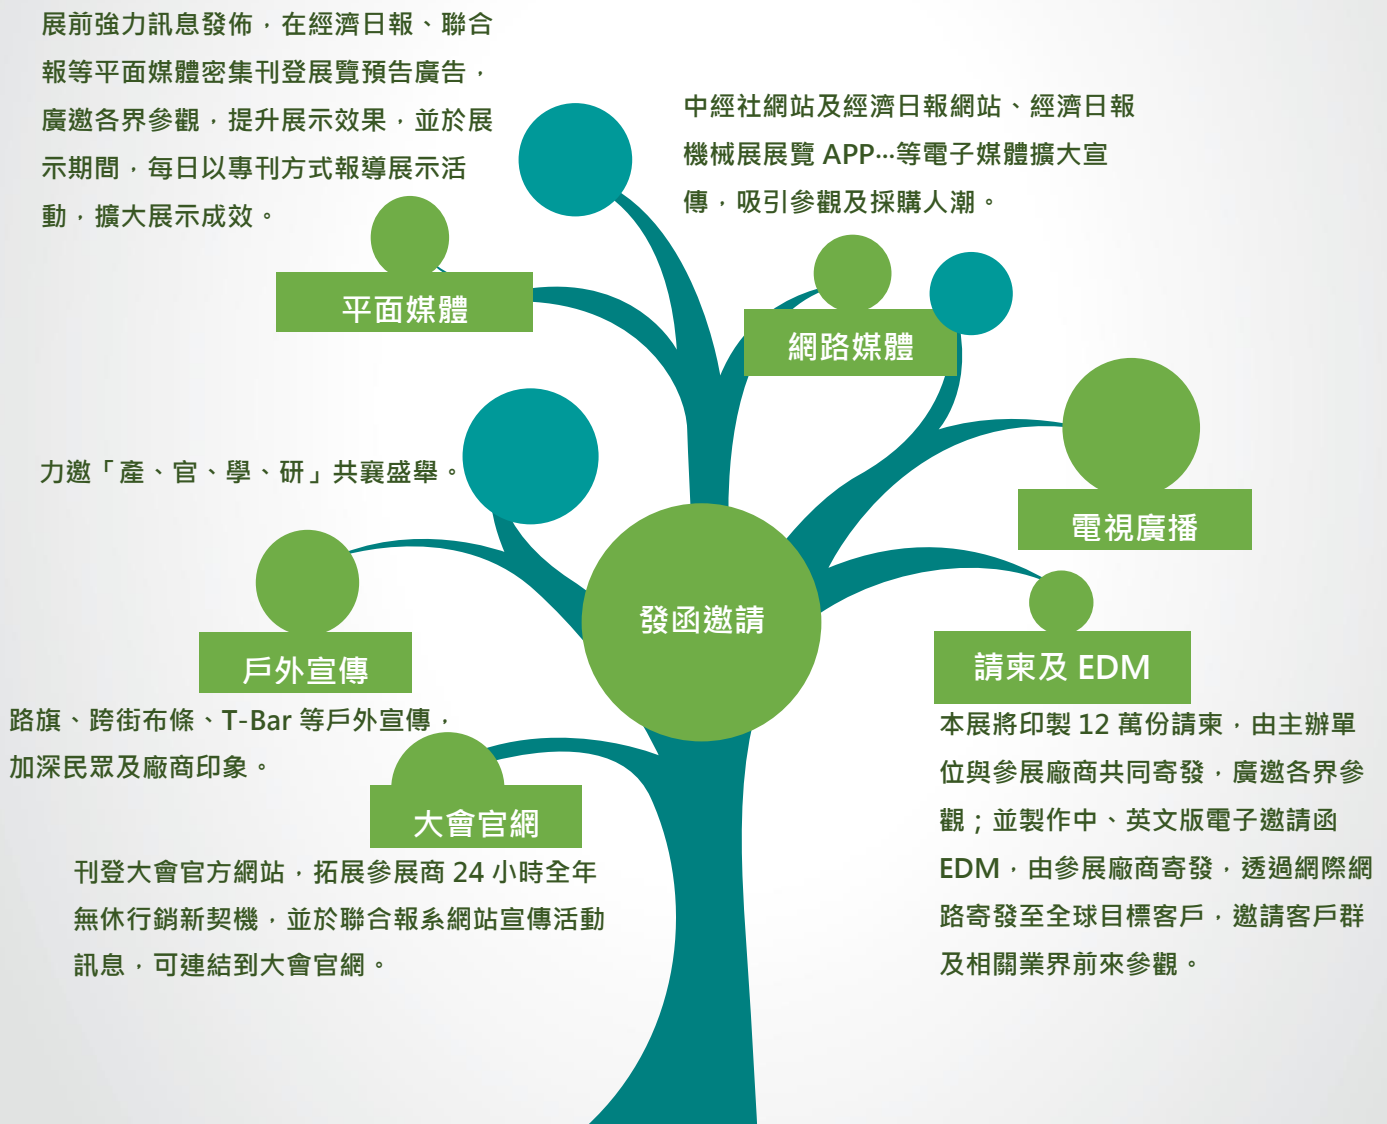 展前強力訊息發佈，在經濟日報、聯合
報等平面媒體密集刊登展覽預告廣告，
廣邀各界參觀，提升展示效果，並於展
示期間，每日以專刊方式報導展示活
動，擴大展示成效。
平面媒體
中經社網站及經濟日報網站、經濟日報
機械展展覽 APP…等電子媒體擴大宣
傳，吸引參觀及採購人潮。
網路媒體
電視廣播
力邀「產、官、學、研」共襄盛舉。
發函邀請
戶外宣傳
路旗、跨街布條、T-Bar 等戶外宣傳，
加深民眾及廠商印象。
大會官網
刊登大會官方網站，拓展參展商 24 小時全年
無休行銷新契機，並於聯合報系網站宣傳活動
訊息，可連結到大會官網。
請柬及 EDM
本展將印製 12 萬份請柬，由主辦單
位與參展廠商共同寄發，廣邀各界參
觀；並製作中、英文版電子邀請函
EDM，由參展廠商寄發，透過網際網
路寄發至全球目標客戶，邀請客戶群
及相關業界前來參觀。